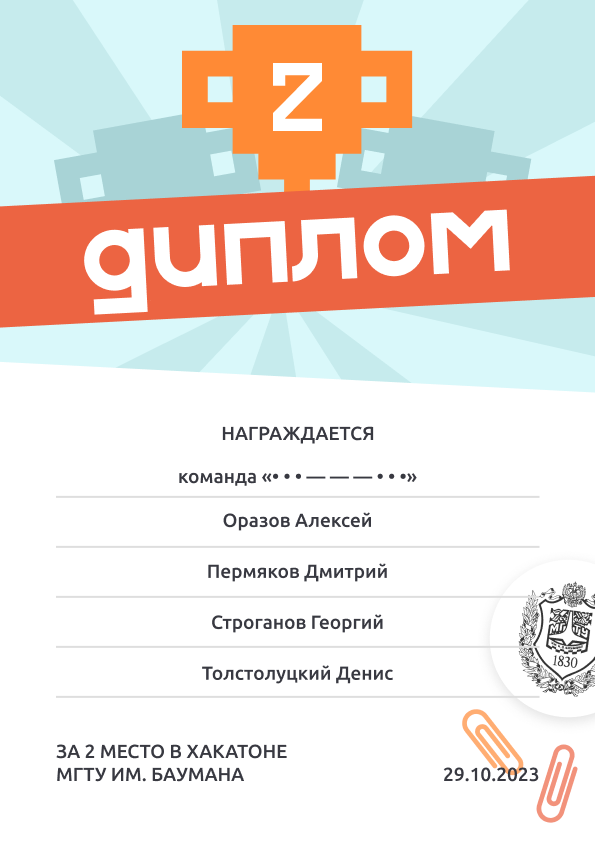 Z
диплом
НАГРАЖДАЕТСЯ
команда «• • • — — — • • •»
Оразов Алексей
Пермяков Дмитрий
Строганов Георгий
Толстолуцкий Денис
МГТУ
1830
ЗА 2 МЕСТО В ХАКАТОНЕ
МГТУ ИМ. БАУМАНА
29.10.2023